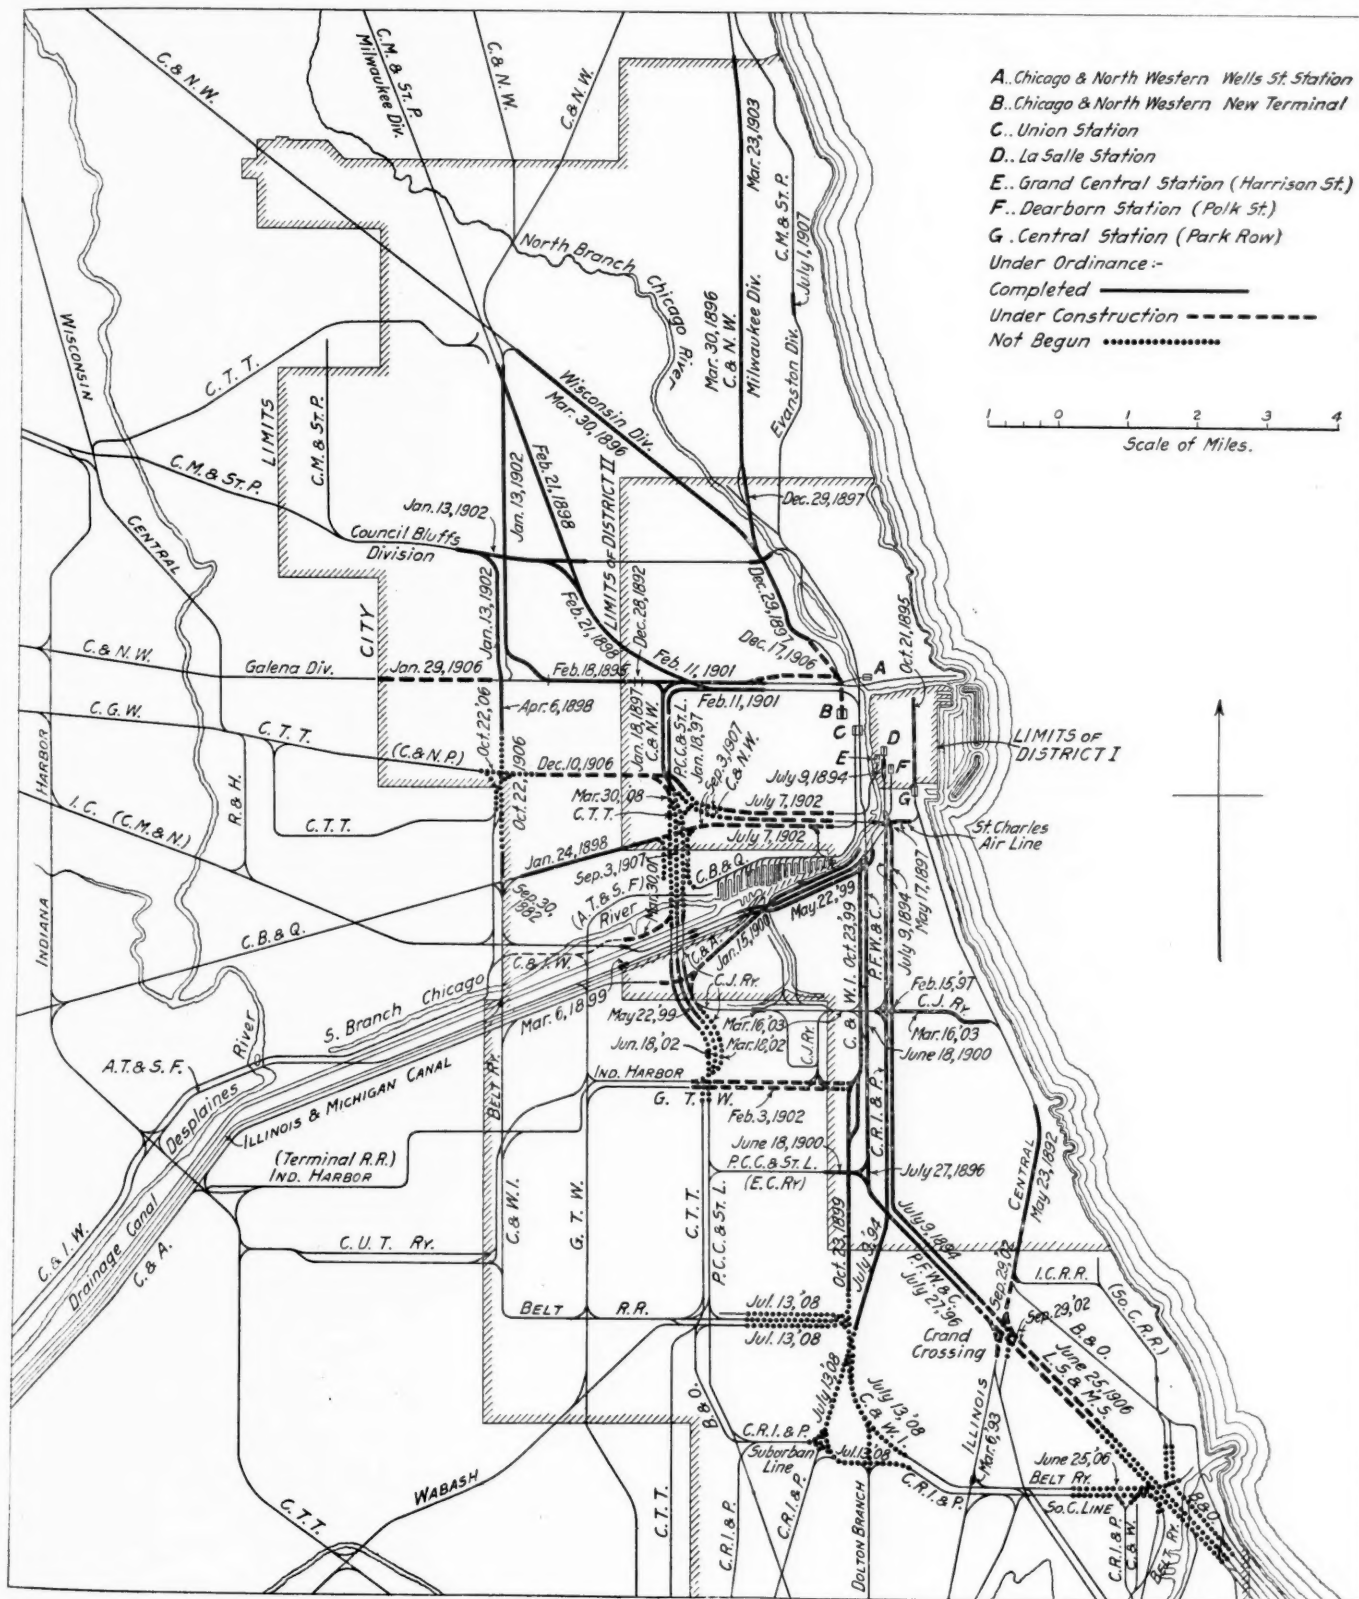 A..Chicago & North Western Wells St. Station
B..Chicago & North Western New Terminal
C..Union Station
D..La Salle Station
E..Grand Central Station (Harrison St.)
F..Dearborn Station (Polk St.)
G.Central Station (Park Row)
Under Ordinance:-
Completed
Under Construction
Not Begun
1 0 1 2 3 4
Scale of Miles.
C. & N. W.
C.M. & ST. P.
Milwaukee Div.
C. & N. W.
C. & N. W.
Mar. 23, 1903
C.M. & ST. P.
July 1, 1907
Evanston Div.
North Branch Chicago River
Mar. 30, 1896
C. & N. W.
Milwaukee Div.
WISCONSIN
CENTRAL
C. T. T.
LIMITS
C.M. & ST. P.
C.M. & ST. P.
Wisconsin Div.
Mar. 30, 1896
Jan. 13, 1902
Feb. 21, 1898
LIMITS OF DISTRICT II
Dec. 29, 1897
Jan. 13, 1902
Council Bluffs
Division
Jan. 13, 1902
Feb. 21, 1898
Dec. 28, 1892
Dec. 29, 1897
Oct. 21, 1895
CITY
C. & N. W.
Galena Div.
Jan. 29, 1906
Feb. 18, 1895
Feb. 11, 1901
Dec. 17, 1906
A
Feb. 11, 1901
C. G. W.
C. T. T.
(C. & N. P.)
Oct. 22, '06
Apr. 6, 1898
Jan. 18, 1897
C. & N. W.
P.C.C. & ST. L.
Jan. 18, 97
B
C
D
E
F
G
LIMITS OF
DISTRICT I
HARBOR
INDIANA
Oct. 22, 1906
Dec. 10, 1906
Sep. 3, 1907
C. & N. W.
July 9, 1894
I. C. (C. M. & N.)
R. & H.
C. T. T.
Mar. 30, '08
C. T. T.
July 7, 1902
July 7, 1902
St. Charles
Air Line
Jan. 24, 1898
Sep. 3, 1907
C. B. & Q.
Sep. 30,
1882
(A. T. & S. F.)
River
May 22, '99
C. B. & Q.
C. & I. W.
(C. & A.)
Jan. 15, 1900
C. & W. I. Oct. 23, '99
P. F. W. & C.
July 9, 1894
May 17, 1897
S. Branch Chicago
Mar. 6, 1899
C. J. RY.
May 22, '99
Feb. 15, '97
C. J. RY
Mar. 16, '03
Mar. 16, '03
C. J. RY.
June 18, 1900
Jun. 18, '02
Mar. 18, '02
River
A. T. & S. F.
Desplaines
ILLINOIS & MICHIGAN CANAL
BELT RY.
IND. HARBOR
G. T. W.
Feb. 3, 1902
C. R. I. & P.
(Terminal R.R.)
IND. HARBOR
June 18, 1900
P.C.C. & ST. L.
(E. C. RY)
July 27, 1896
CENTRAL
May 23, 1892
C. & I. W.
Drainage Canal
C. & A.
C. U. T. RY.
C. & W. I.
G. T. W.
C. T. T.
P.C.C. & ST. L.
Oct. 23, 1899
July 9, '94
July 9, 1894
P. F. W. & C.
July 27, '96
Sep. 29, '02
I. C. R. R.
(So. C. R. R.)
BELT R.R.
Jul. 13, '08
Jul. 13, '08
Sep. 29, '02
B. & O.
Crand
Crossing
June 25, 1906
L. S. & M. S.
B. & O.
July 13, '08
July 13, '08
C. & W. I.
ILLINOIS
Mar. 6, '93
C. R. I. & P.
Suburban
Line
Jul. 13, '08
C. R. I. & P.
June 25, '06
BELT RY.
So. C. LINE
B. & O.
WABASH
C. T. T.
C. T. T.
C. R. I. & P.
C. R. I. & P.
DOLTON BRANCH
C. R. I. & P.
C. & W. I.
BELT RY.